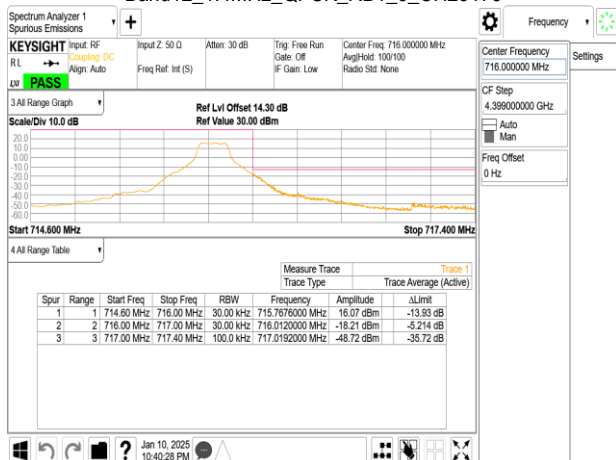 Spectrum Analyzer 1
Spurious Emissions
Frequency
KEYSIGHT Input: RF Input Z: 50 Ω Atten: 30 dB Trig: Free Run Center Freq: 716.000000 MHz
RL Coupling: DC Gate: Off Avg|Hold: 100/100
Align: Auto Freq Ref: Int (S) IF Gain: Low Radio Std: None
LXI PASS
Center Frequency
716.000000 MHz
Settings
CF Step
4.399000000 GHz
Auto
Man
Freq Offset
0 Hz
3 All Range Graph
Ref Lvl Offset 14.30 dB
Scale/Div 10.0 dB Ref Value 30.00 dBm
20.0
10.0
0.00
-10.0
-20.0
-30.0
-40.0
-50.0
-60.0
Start 714.600 MHz Stop 717.400 MHz
4 All Range Table
Measure Trace Trace 1
Trace Type Trace Average (Active)
Spur Range Start Freq Stop Freq RBW Frequency Amplitude ΔLimit
1 1 714.60 MHz 716.00 MHz 30.00 kHz 715.7676000 MHz 16.07 dBm -13.93 dB
2 2 716.00 MHz 717.00 MHz 30.00 kHz 716.0120000 MHz -18.21 dBm -5.214 dB
3 3 717.00 MHz 717.40 MHz 100.0 kHz 717.0192000 MHz -48.72 dBm -35.72 dB
Jan 10, 2025
10:40:28 PM